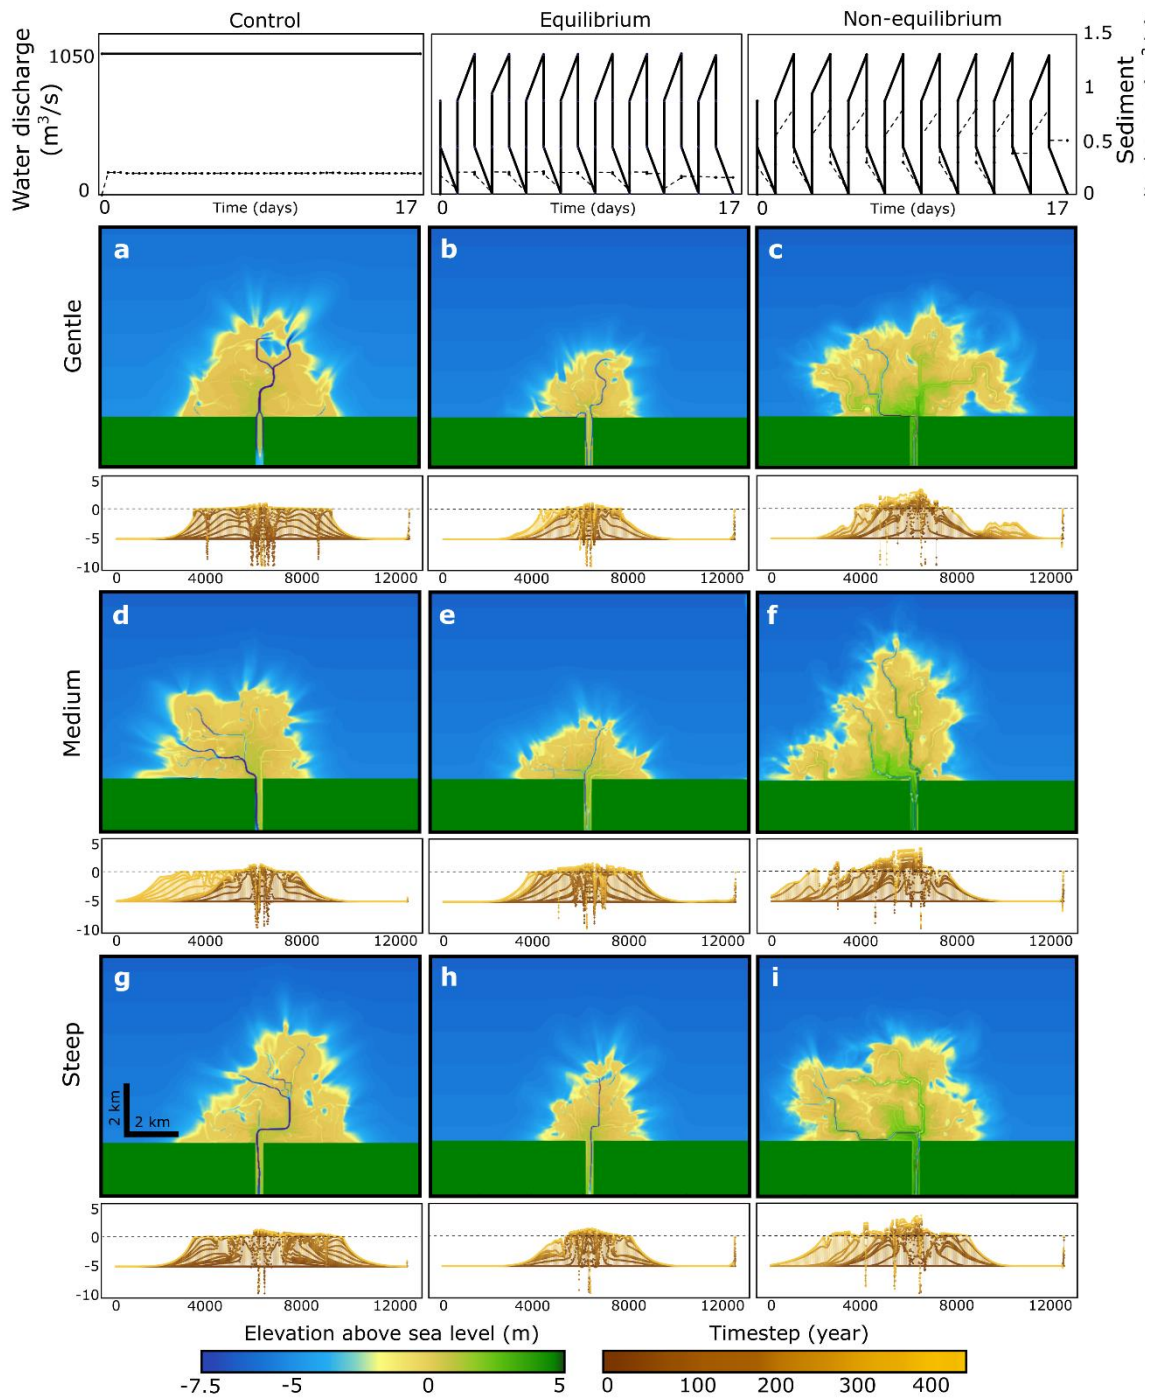 Control Equilibrium Non-equilibrium
Water discharge
(m³/s)
1050
0
0 Time (days) 17
0 Time (days) 17
0 Time (days) 17
1.5
1
0.5
0
Sediment
Gentle
a b c
5
0
-5
-10
0 4000 8000 12000
0 4000 8000 12000
0 4000 8000 12000
Medium
d e f
5
0
-5
-10
0 4000 8000 12000
0 4000 8000 12000
0 4000 8000 12000
Steep
g h i
2 km
2 km
5
0
-5
-10
0 4000 8000 12000
0 4000 8000 12000
0 4000 8000 12000
Elevation above sea level (m) Timestep (year)
-7.5 -5 0 5
0 100 200 300 400